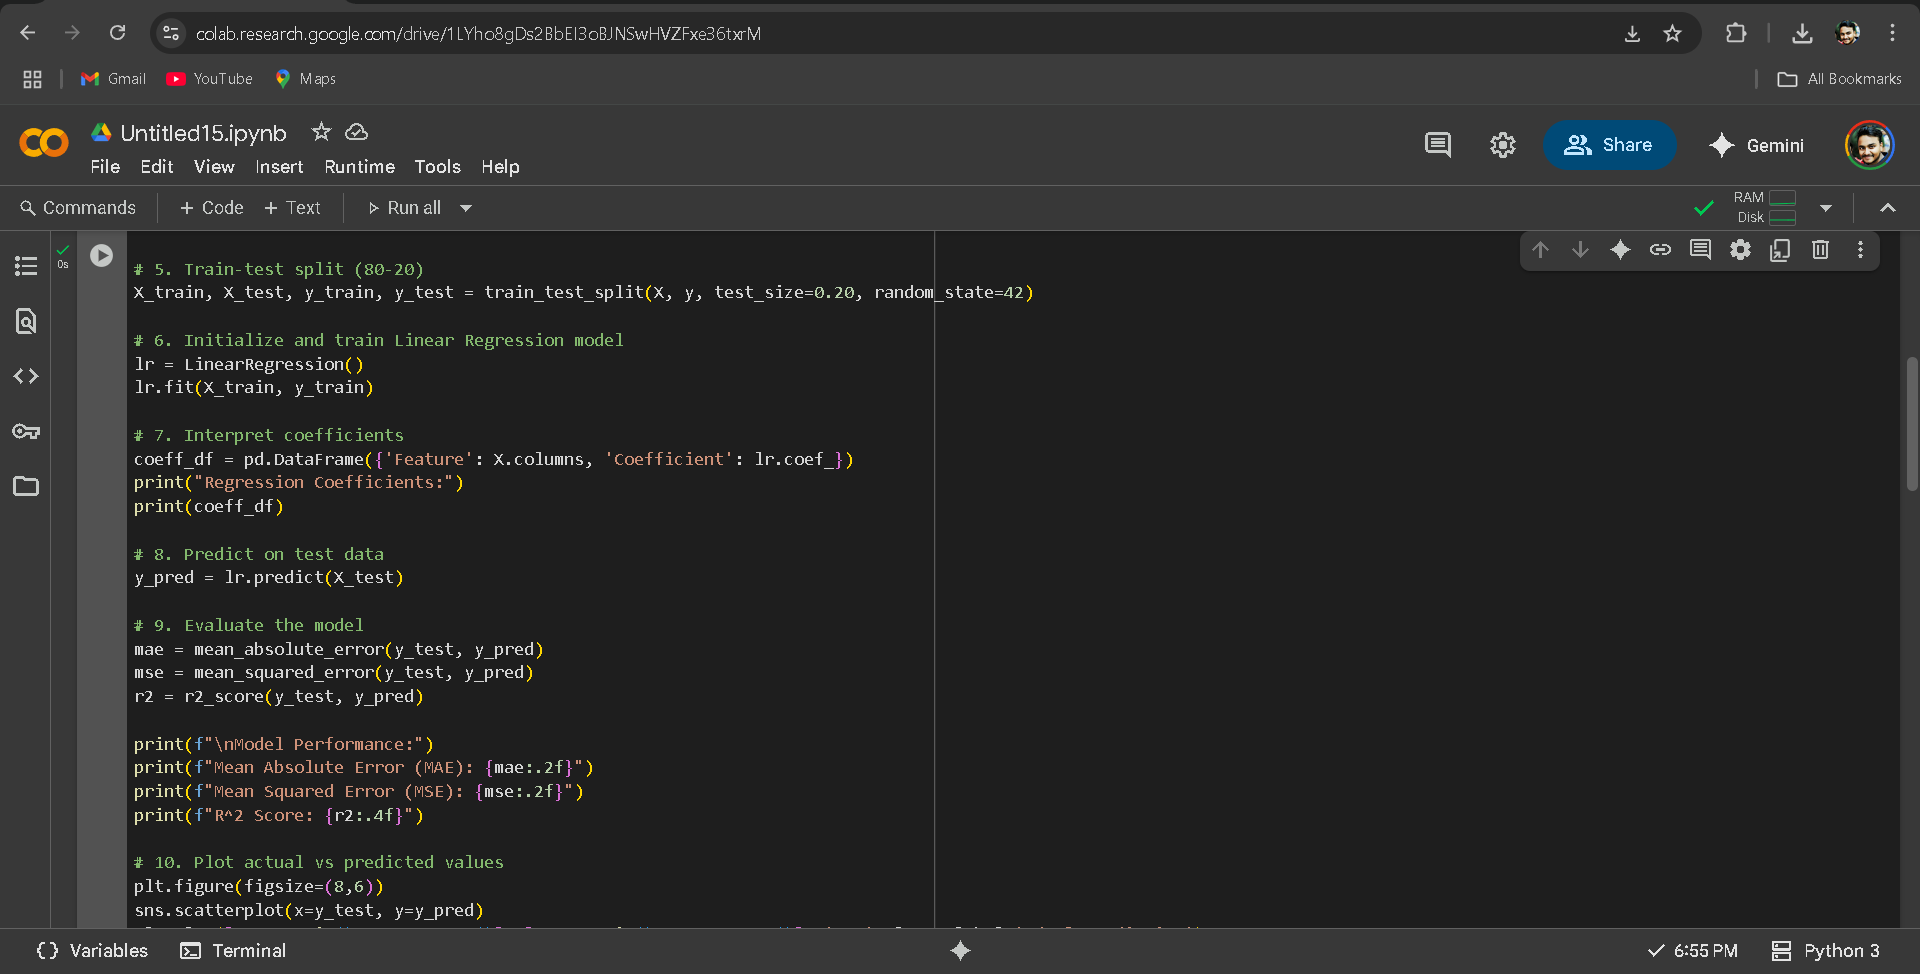 colab.research.google.com/drive/1LYho8gDs2BbEl3oBJNSwHVZFxe36txrM
Gmail YouTube Maps All Bookmarks
Untitled15.ipynb
File Edit View Insert Runtime Tools Help
Share Gemini
Commands + Code + Text Run all
RAM
Disk
0s
# 5. Train-test split (80-20)
X_train, X_test, y_train, y_test = train_test_split(X, y, test_size=0.20, random_state=42)
# 6. Initialize and train Linear Regression model
lr = LinearRegression()
lr.fit(X_train, y_train)
# 7. Interpret coefficients
coeff_df = pd.DataFrame({'Feature': X.columns, 'Coefficient': lr.coef_})
print("Regression Coefficients:")
print(coeff_df)
# 8. Predict on test data
y_pred = lr.predict(X_test)
# 9. Evaluate the model
mae = mean_absolute_error(y_test, y_pred)
mse = mean_squared_error(y_test, y_pred)
r2 = r2_score(y_test, y_pred)
print(f"\nModel Performance:")
print(f"Mean Absolute Error (MAE): {mae:.2f}")
print(f"Mean Squared Error (MSE): {mse:.2f}")
print(f"R^2 Score: {r2:.4f}")
# 10. Plot actual vs predicted values
plt.figure(figsize=(8,6))
sns.scatterplot(x=y_test, y=y_pred)
Variables Terminal 6:55 PM Python 3